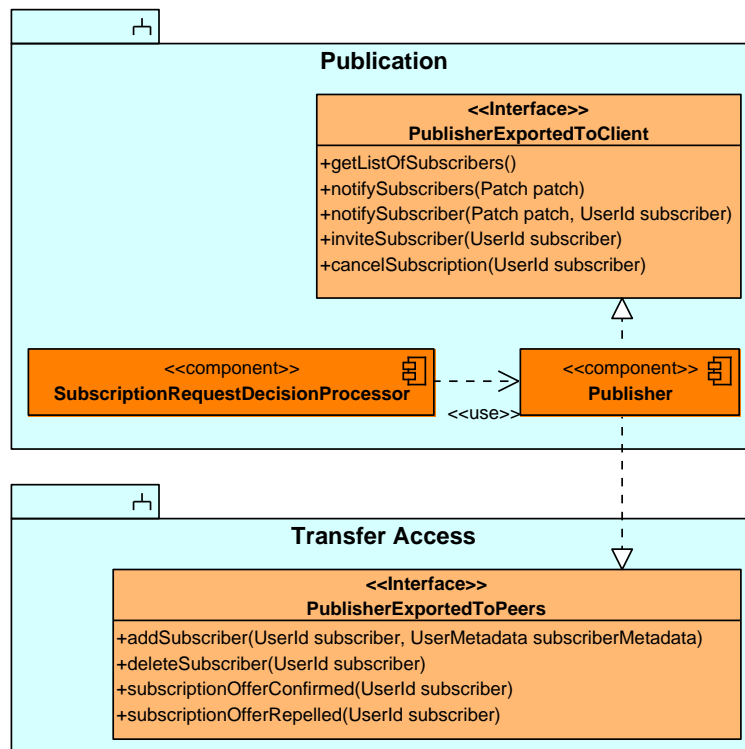 Publication
<<Interface>>
PublisherExportedToClient
+getListOfSubscribers()
+notifySubscribers(Patch patch)
+notifySubscriber(Patch patch, UserId subscriber)
+inviteSubscriber(UserId subscriber)
+cancelSubscription(UserId subscriber)
<<component>>
SubscriptionRequestDecisionProcessor
<<use>>
<<component>>
Publisher
Transfer Access
<<Interface>>
PublisherExportedToPeers
+addSubscriber(UserId subscriber, UserMetadata subscriberMetadata)
+deleteSubscriber(UserId subscriber)
+subscriptionOfferConfirmed(UserId subscriber)
+subscriptionOfferRepelled(UserId subscriber)